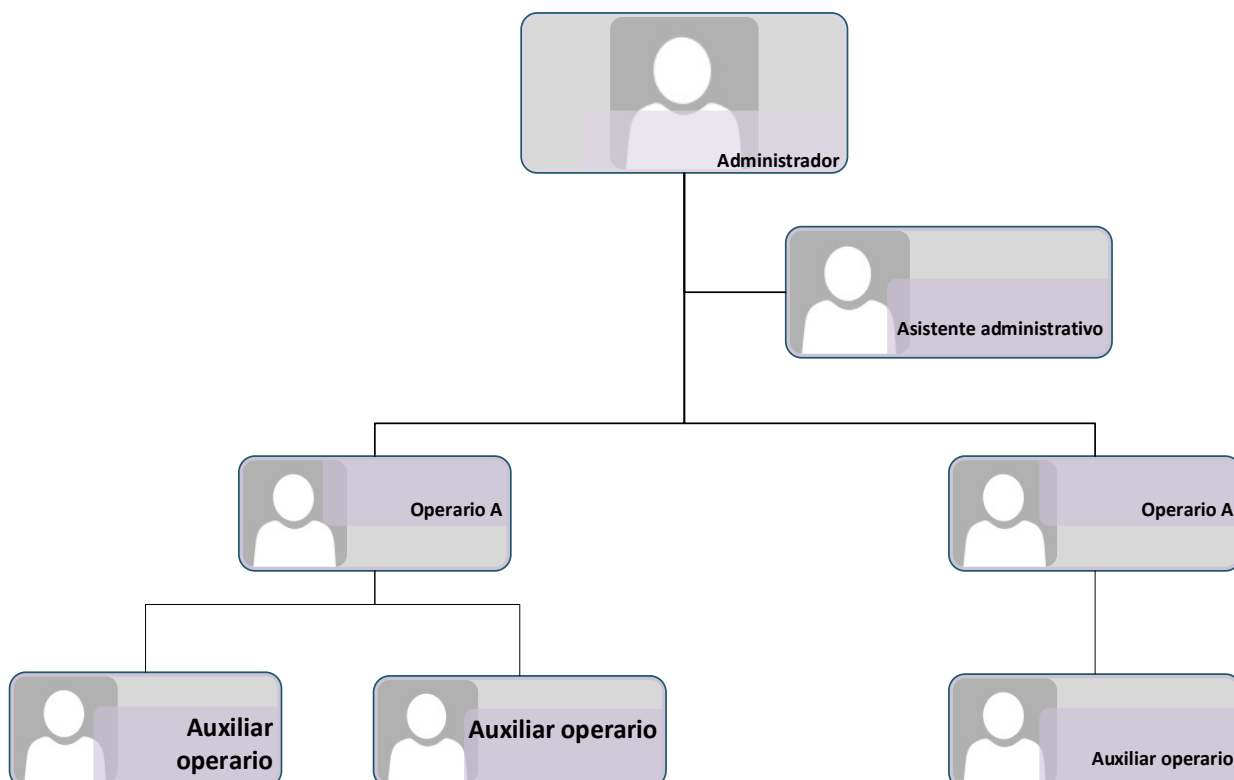 Administrador
Asistente administrativo
Operario A
Operario A
Auxiliar
operario
Auxiliar operario
Auxiliar operario